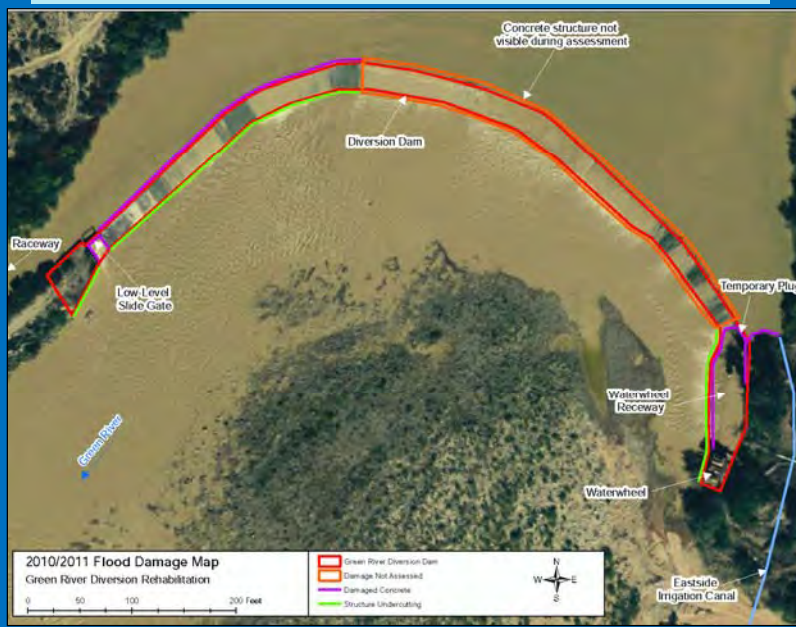 Concrete structure not
visible during assessment
Diversion Dam
Raceway
Low-Level
Slide Gate
Temporary Plug
Waterwheel
Receway
Green River
Waterwheel
Eastside
Irrigation Canal
2010/2011 Flood Damage Map
Green River Diversion Rehabilitation
0 50 100 200 Feet
Green River Diversion Dam
Damage Not Assessed
Damaged Concrete
Structure Undercutting
N
W E
S